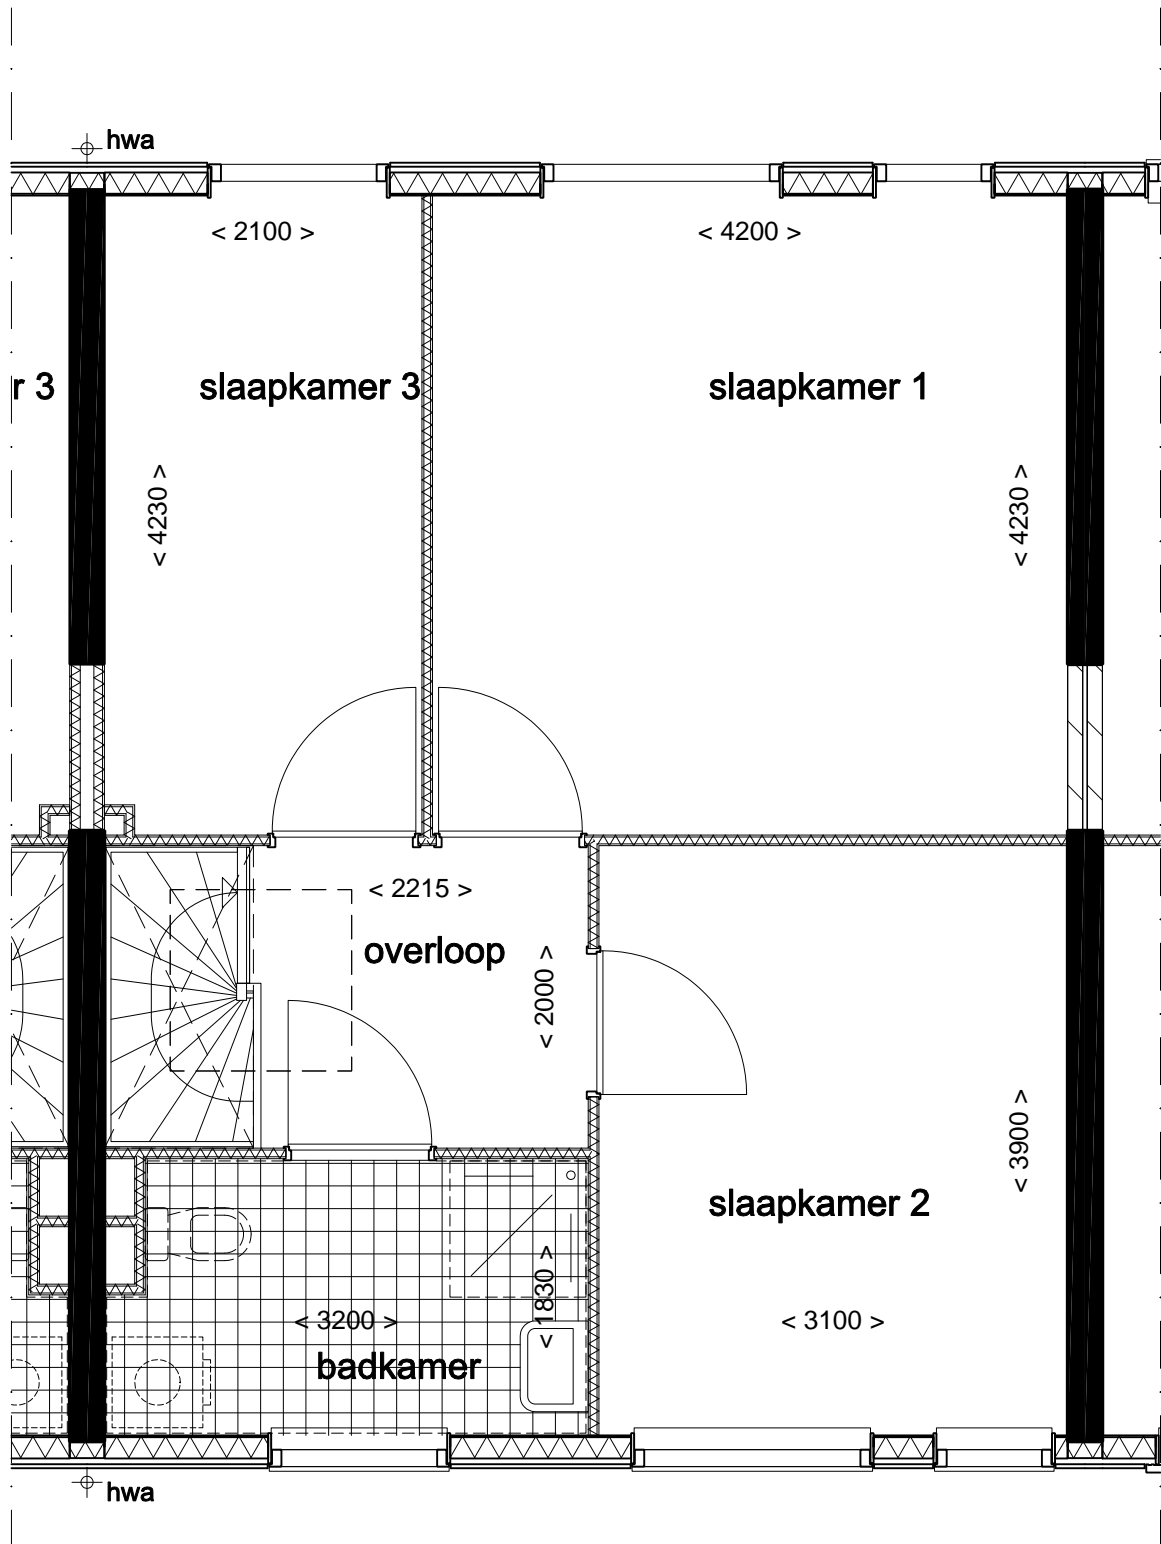 hwa
< 2100 >
< 4200 >
r 3
slaapkamer 3
slaapkamer 1
< 4230 >
< 4230 >
< 2215 >
overloop
< 2000 >
< 3900 >
slaapkamer 2
< 1830 >
< 3200 >
< 3100 >
badkamer
hwa